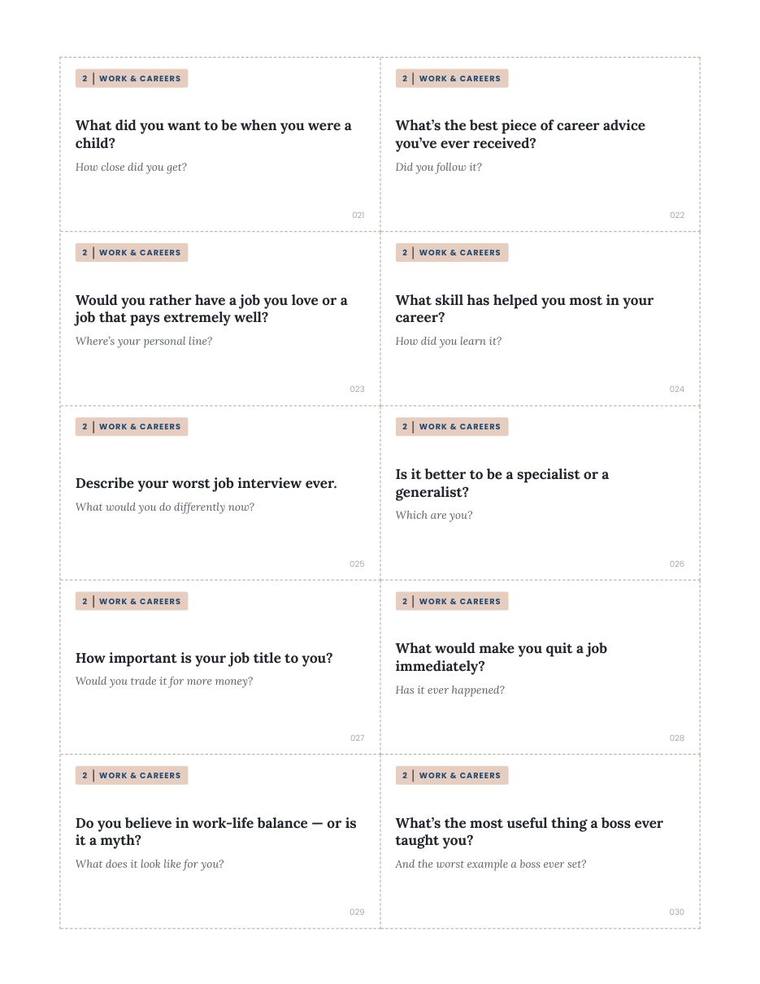 2 | WORK & CAREERS
What did you want to be when you were a
child?
How close did you get?
021
2 | WORK & CAREERS
What’s the best piece of career advice
you’ve ever received?
Did you follow it?
022
2 | WORK & CAREERS
Would you rather have a job you love or a
job that pays extremely well?
Where’s your personal line?
023
2 | WORK & CAREERS
What skill has helped you most in your
career?
How did you learn it?
024
2 | WORK & CAREERS
Describe your worst job interview ever.
What would you do differently now?
025
2 | WORK & CAREERS
Is it better to be a specialist or a
generalist?
Which are you?
026
2 | WORK & CAREERS
How important is your job title to you?
Would you trade it for more money?
027
2 | WORK & CAREERS
What would make you quit a job
immediately?
Has it ever happened?
028
2 | WORK & CAREERS
Do you believe in work-life balance — or is
it a myth?
What does it look like for you?
029
2 | WORK & CAREERS
What’s the most useful thing a boss ever
taught you?
And the worst example a boss ever set?
030